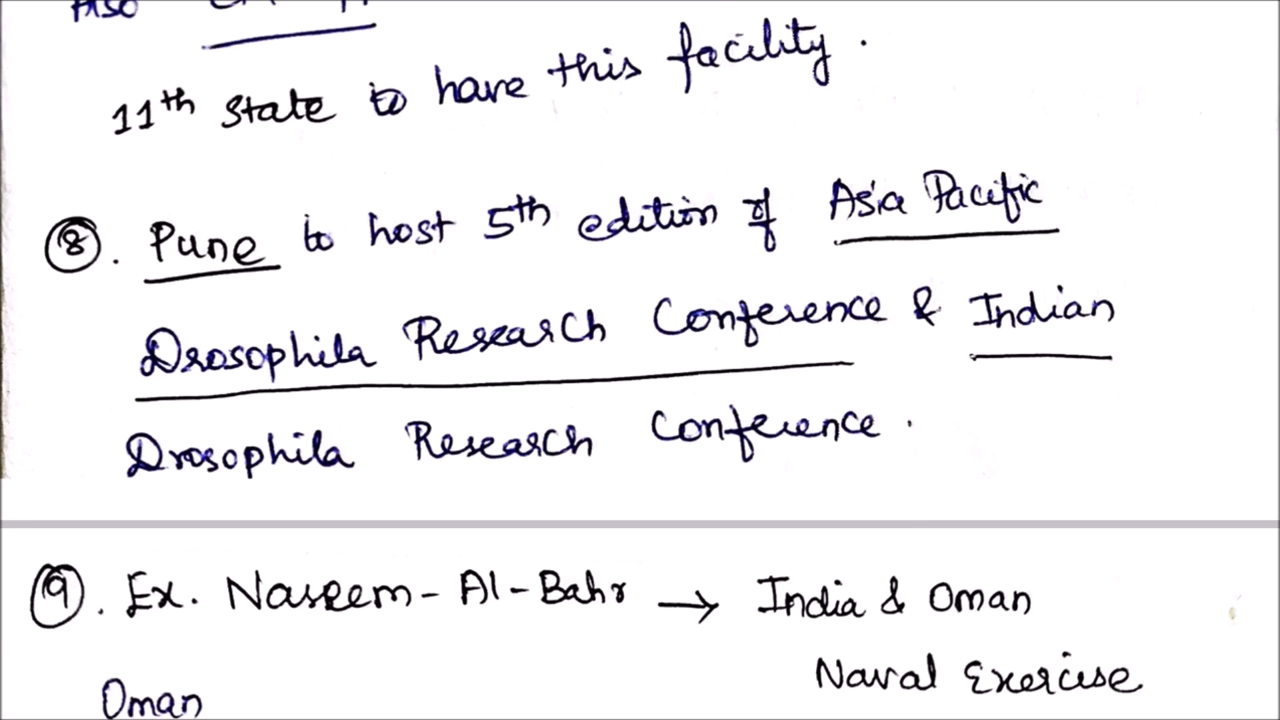 Also
11th state to have this facility.
8. Pune to host 5th edition of Asia Pacific
Drosophila Research Conference & Indian
Drosophila Research Conference.
9. Ex. Naseem-Al-Bahr → India & Oman
Naval Exercise
Oman